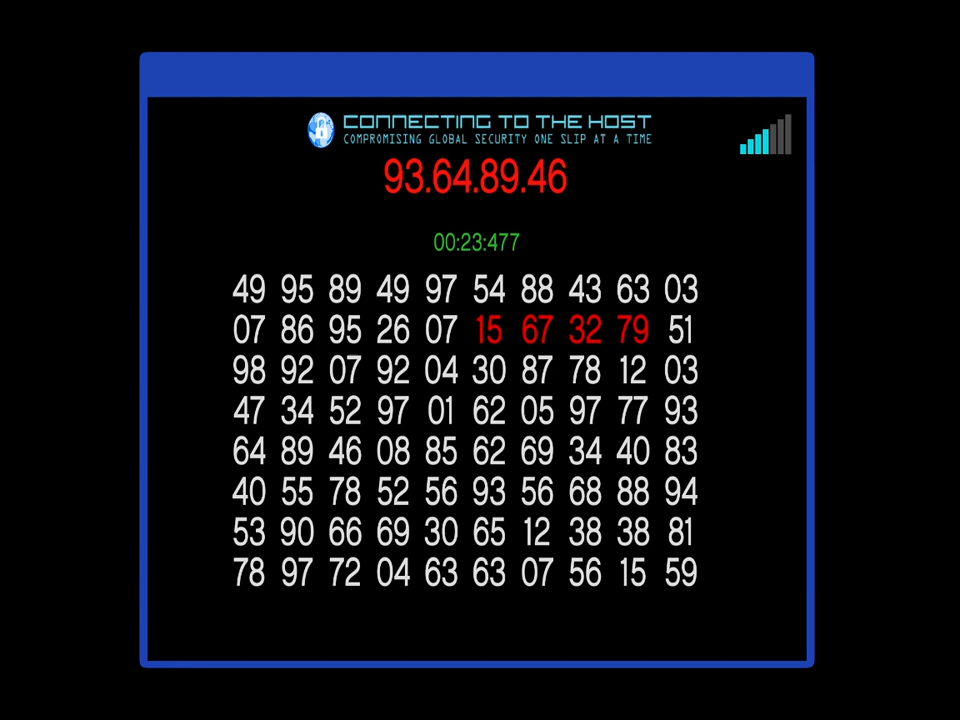 CONNECTING TO THE HOST
COMPROMISING GLOBAL SECURITY ONE SLIP AT A TIME
93.64.89.46
00:23:477
49 95 89 49 97 54 88 43 63 03
07 86 95 26 07 15 67 32 79 51
98 92 07 92 04 30 87 78 12 03
47 34 52 97 01 62 05 97 77 93
64 89 46 08 85 62 69 34 40 83
40 55 78 52 56 93 56 68 88 94
53 90 66 69 30 65 12 38 38 81
78 97 72 04 63 63 07 56 15 59